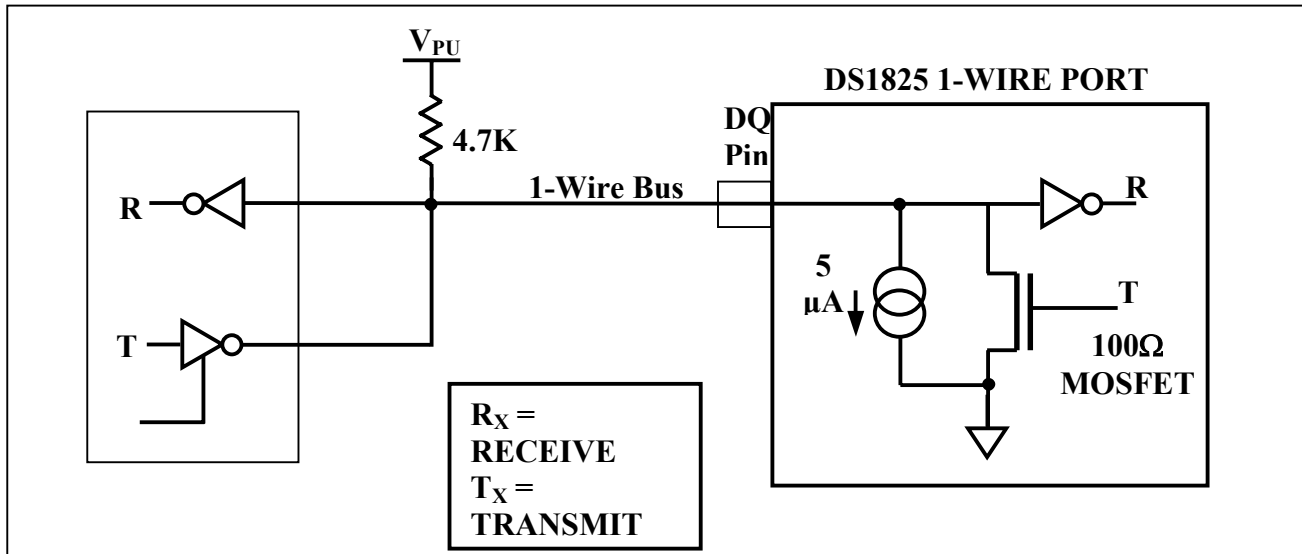 V_PU
4.7K
DS1825 1-WIRE PORT
DQ
Pin
1-Wire Bus
R
T
R
5
µA
T
100Ω
MOSFET
R_X =
RECEIVE
T_X =
TRANSMIT